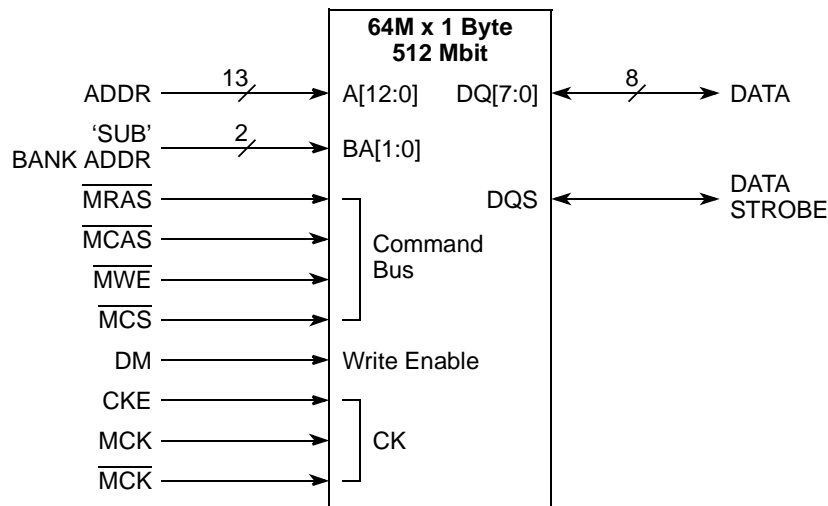 64M x 1 Byte
512 Mbit
ADDR 13 A[12:0] DQ[7:0] 8 DATA
'SUB'
BANK ADDR 2 BA[1:0]
MRAS DQS DATA
STROBE
MCAS Command
Bus
MWE
MCS
DM Write Enable
CKE
MCK CK
MCK